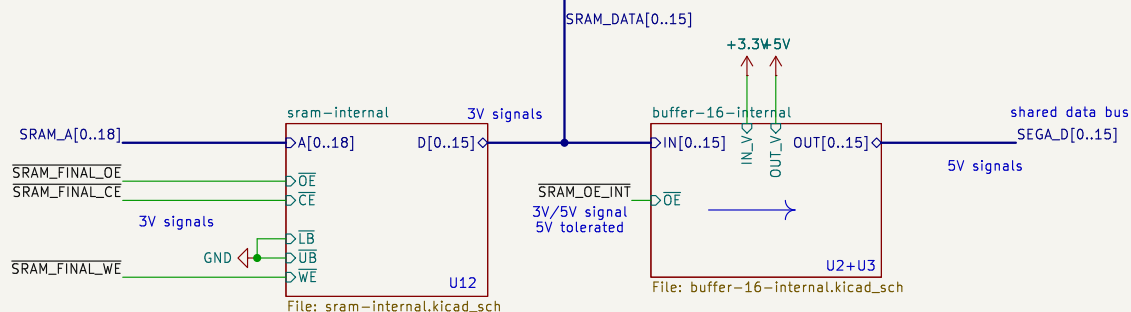 SRAM_DATA[0..15]
+3.3V
+5V
sram-internal
3V signals
buffer-16-internal
shared data bus
SRAM_A[0..18]
A[0..18]
D[0..15]
IN[0..15]
IN_V
OUT_V
OUT[0..15]
SEGA_D[0..15]
5V signals
SRAM_FINAL_OE
OE
SRAM_FINAL_CE
CE
SRAM_OE_INT
OE
3V/5V signal
5V tolerated
3V signals
LB
GND
UB
SRAM_FINAL_WE
WE
U12
U2+U3
File: sram-internal.kicad_sch
File: buffer-16-internal.kicad_sch